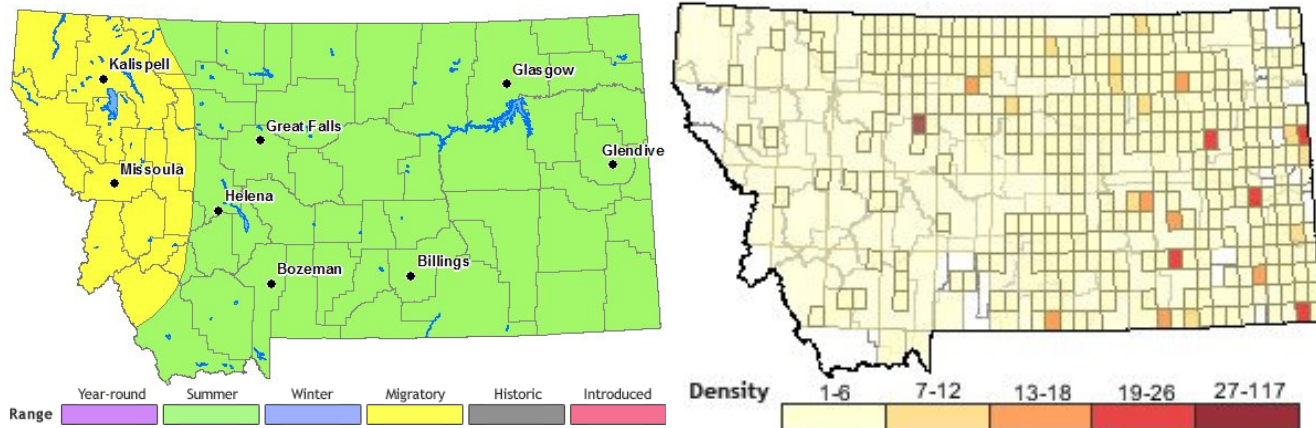 Kalispell
Glasgow
Great Falls
Glendive
Missoula
Helena
Bozeman
Billings
Year-round Summer Winter Migratory Historic Introduced
Range
Density 1-6 7-12 13-18 19-26 27-117